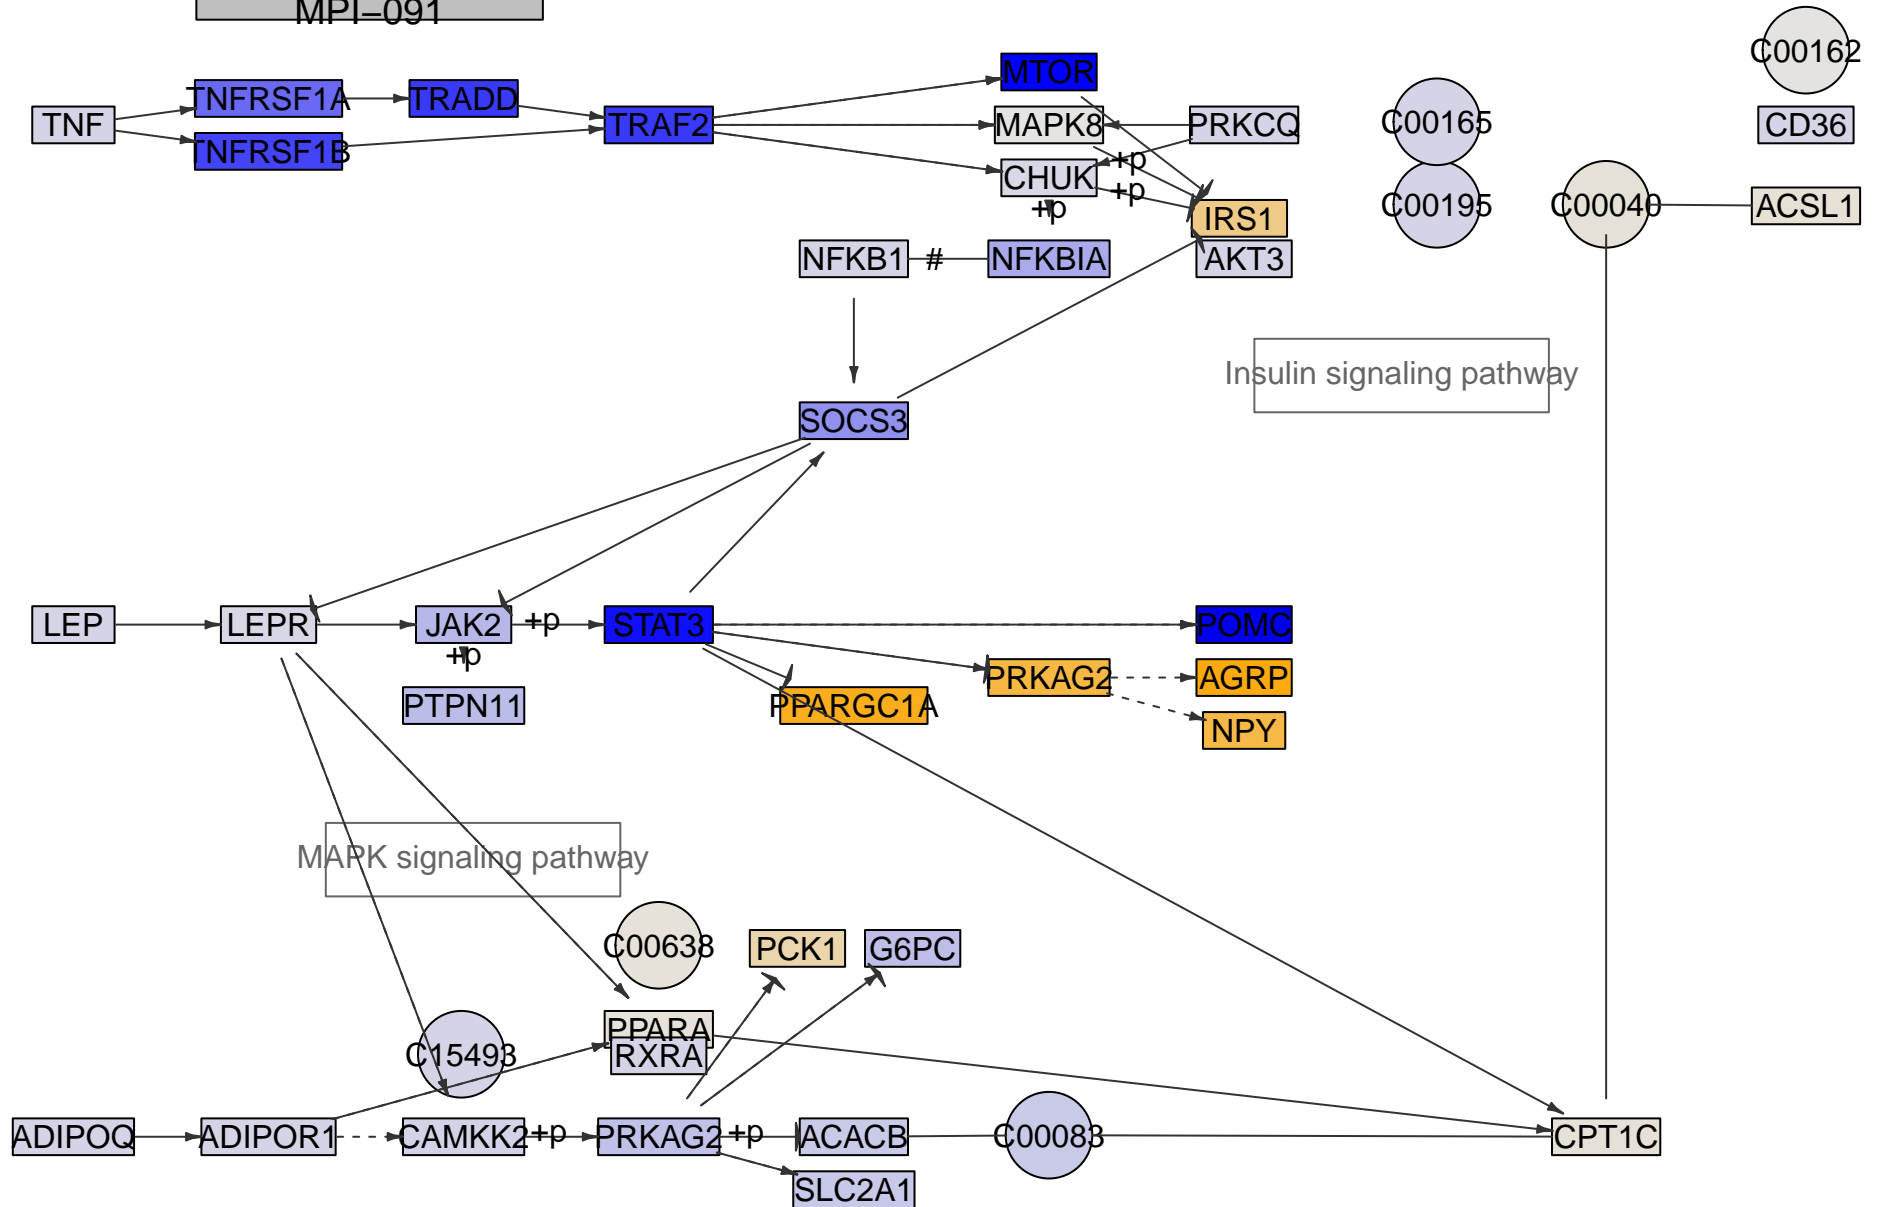 MPI−091
C00162
TNF
TNFRSF1A
TRADD
TNFRSF1B
TRAF2
MTOR
MAPK8
PRKCQ
CHUK
+p
+p
+p
IRS1
C00165
C00195
C00040
CD36
ACSL1
NFKB1
#
NFKBIA
AKT3
Insulin signaling pathway
SOCS3
LEP
LEPR
JAK2
+p
STAT3
POMC
+p
PTPN11
PPARGC1A
PRKAG2
AGRP
NPY
MAPK signaling pathway
C00638
PCK1
G6PC
C15493
PPARA
RXRA
ADIPOQ
ADIPOR1
CAMKK2
+p
PRKAG2
+p
ACACB
C00083
CPT1C
SLC2A1